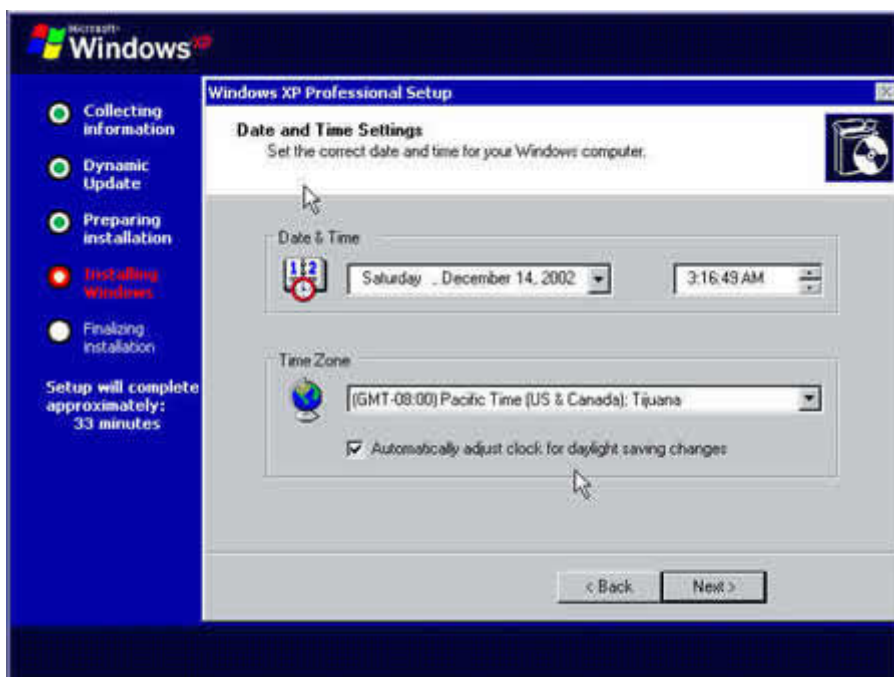 Microsoft
Windows xp
Collecting
information
Dynamic
Update
Preparing
installation
Installing
Windows
Finalizing
installation
Setup will complete
approximately:
33 minutes
Windows XP Professional Setup
Date and Time Settings
Set the correct date and time for your Windows computer.
Date & Time
Saturday , December 14, 2002
3:16:49 AM
Time Zone
(GMT-08:00) Pacific Time (US & Canada); Tijuana
Automatically adjust clock for daylight saving changes
< Back
Next >